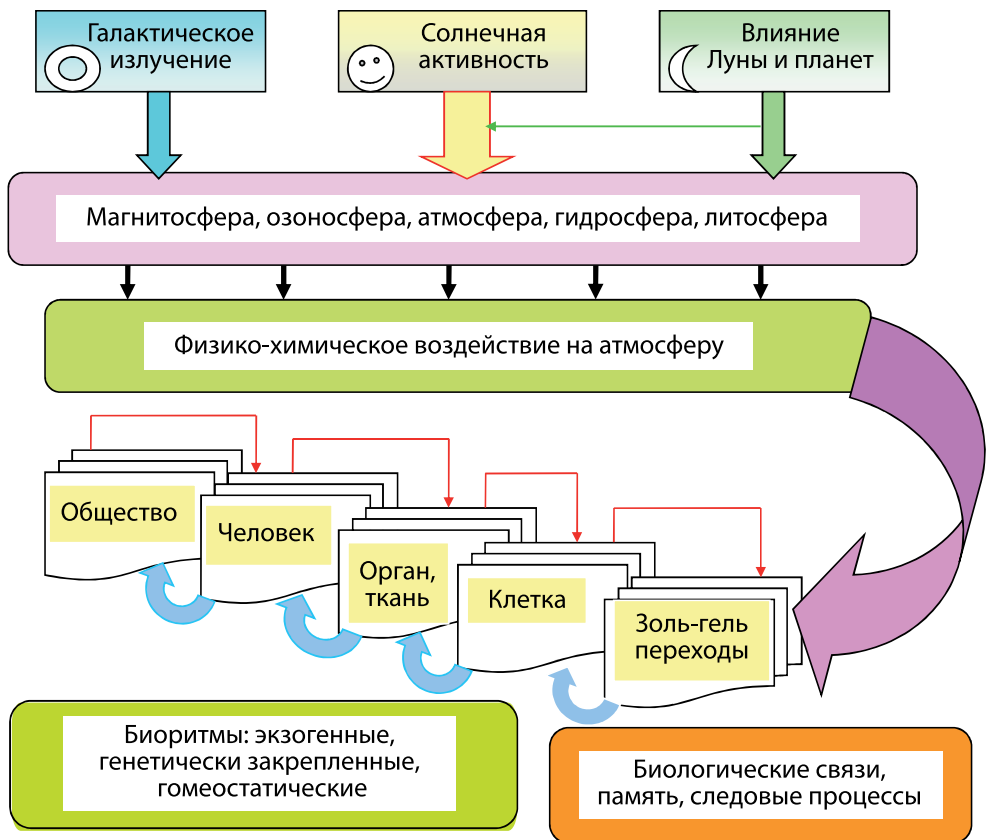 Галактическое
излучение
Солнечная
активность
Влияние
Луны и планет
Магнитосфера, озоносфера, атмосфера, гидросфера, литосфера
Физико-химическое воздействие на атмосферу
Общество
Человек
Орган,
ткань
Клетка
Золь-гель
переходы
Биоритмы: экзогенные,
генетически закрепленные,
гомеостатические
Биологические связи,
память, следовые процессы